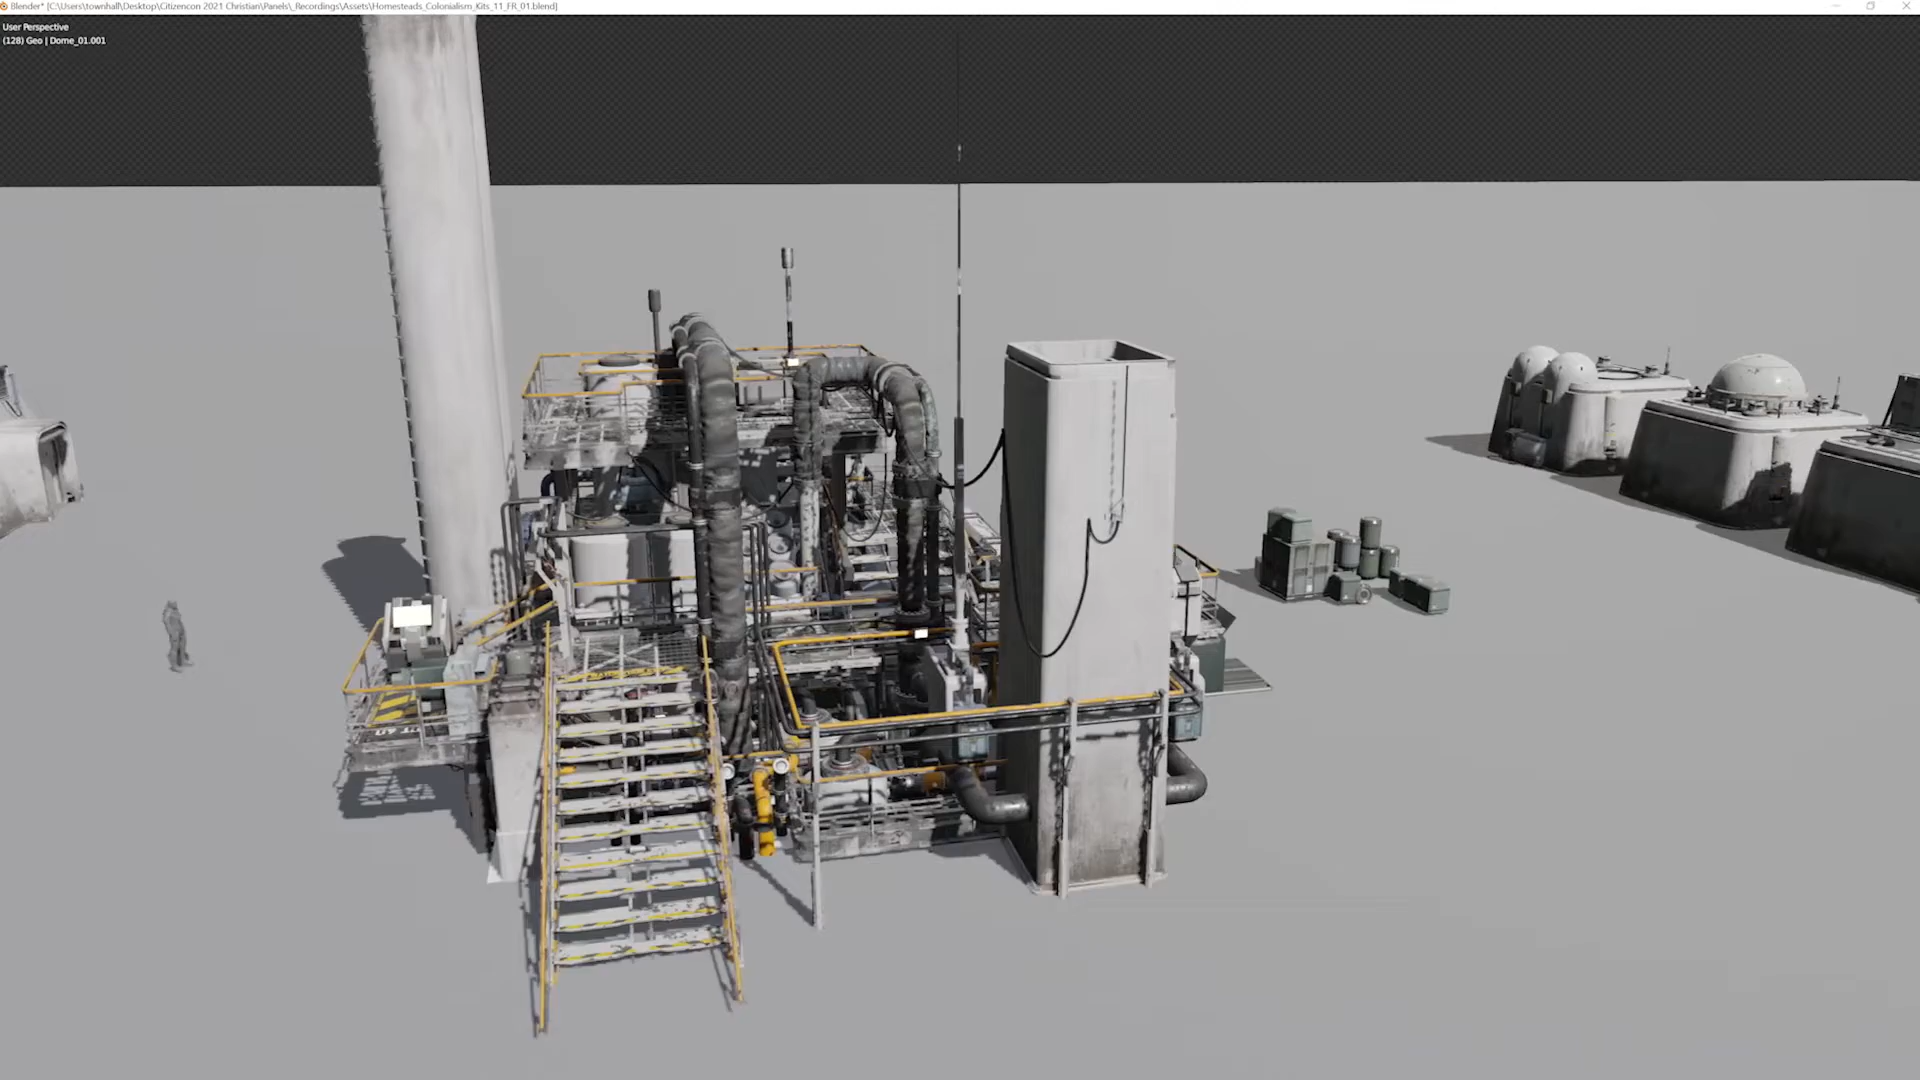 Blender* [C:\Users\townhall\Desktop\Citizencon 2021 Christian\Panels\_Recordings\Assets\Homesteads_Colonialism_Kits_11_FR_01.blend]
User Perspective
(128) Geo | Dome_01.001